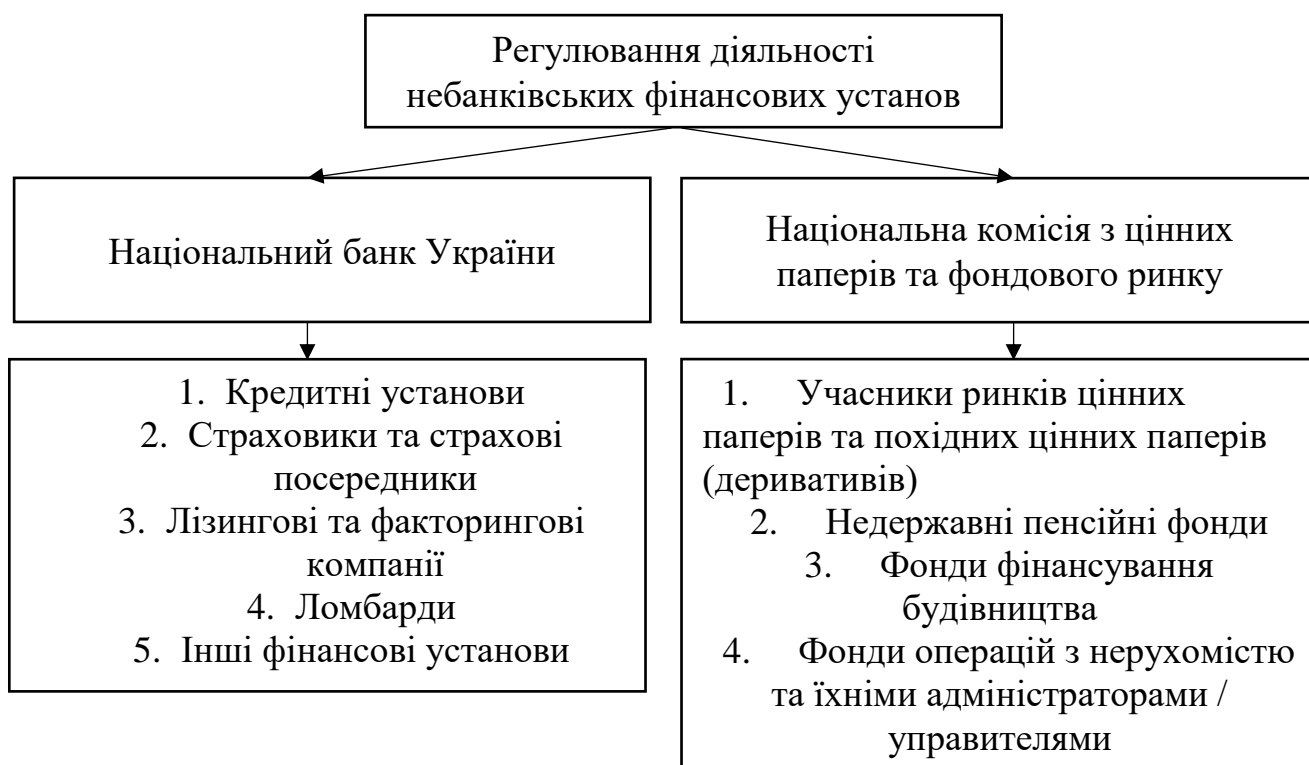 Регулювання діяльності
небанківських фінансових установ
Національний банк України
Національна комісія з цінних
паперів та фондового ринку
1. Кредитні установи
2. Страховики та страхові
посередники
3. Лізингові та факторингові
компанії
4. Ломбарди
5. Інші фінансові установи
1. Учасники ринків цінних
паперів та похідних цінних паперів
(деривативів)
2. Недержавні пенсійні фонди
3. Фонди фінансування
будівництва
4. Фонди операцій з нерухомістю
та їхніми адміністраторами /
управителями